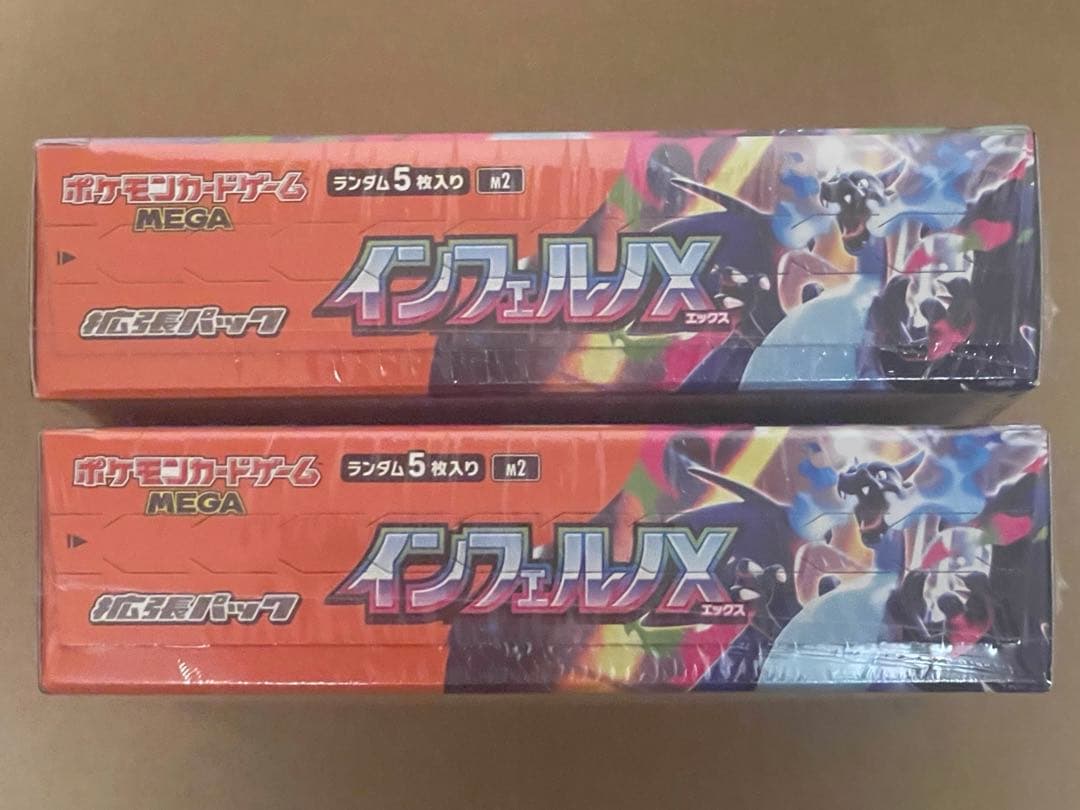 ポケモンカードゲーム
MEGA
ランダム5枚入り M2
インフェルノX
エックス
拡張パック
ポケモンカードゲーム
MEGA
ランダム5枚入り M2
インフェルノX
エックス
拡張パック